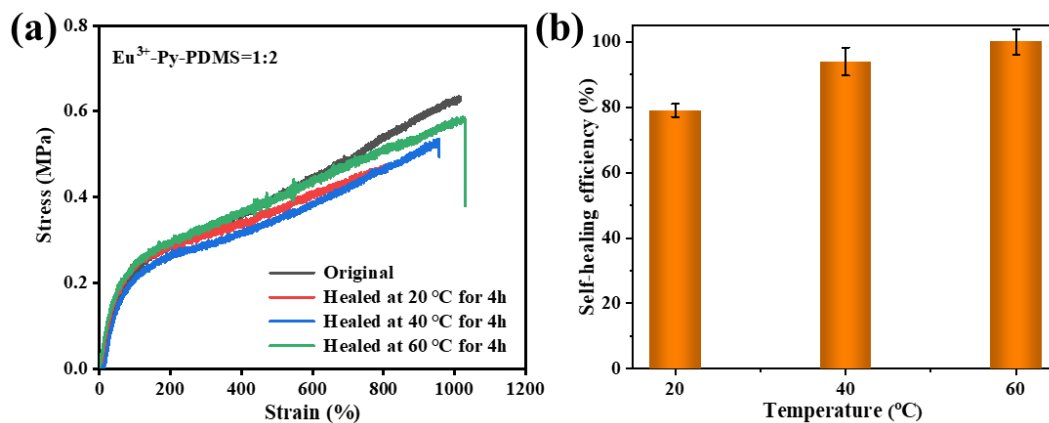 (a)
Eu³⁺-Py-PDMS=1:2
Stress (MPa)
0.8
0.6
0.4
0.2
0.0
Original
Healed at 20 °C for 4h
Healed at 40 °C for 4h
Healed at 60 °C for 4h
0 200 400 600 800 1000 1200
Strain (%)
(b)
Self-healing efficiency (%)
100
80
60
40
20
0
20 40 60
Temperature (ºC)